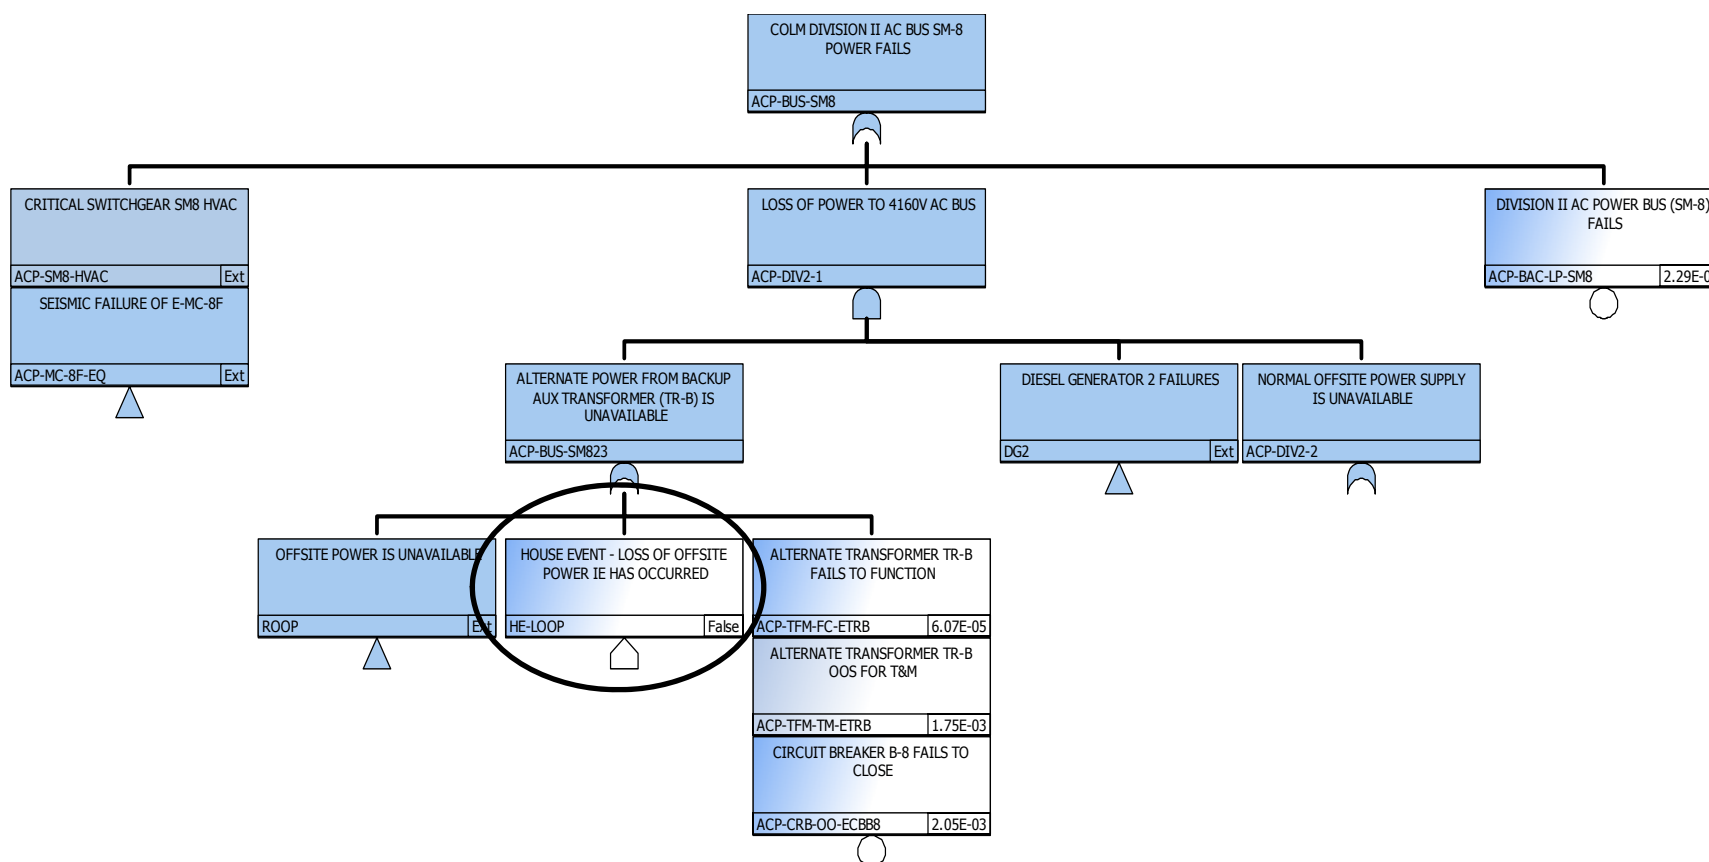 COLM DIVISION II AC BUS SM-8
POWER FAILS
ACP-BUS-SM8
CRITICAL SWITCHGEAR SM8 HVAC
ACP-SM8-HVAC Ext
SEISMIC FAILURE OF E-MC-8F
ACP-MC-8F-EQ Ext
LOSS OF POWER TO 4160V AC BUS
ACP-DIV2-1
DIVISION II AC POWER BUS (SM-8)
FAILS
ACP-BAC-LP-SM8 2.29E-0
ALTERNATE POWER FROM BACKUP
AUX TRANSFORMER (TR-B) IS
UNAVAILABLE
ACP-BUS-SM823
DIESEL GENERATOR 2 FAILURES
DG2 Ext
NORMAL OFFSITE POWER SUPPLY
IS UNAVAILABLE
ACP-DIV2-2
OFFSITE POWER IS UNAVAILABLE
ROOP Ext
HOUSE EVENT - LOSS OF OFFSITE
POWER IE HAS OCCURRED
HE-LOOP False
ALTERNATE TRANSFORMER TR-B
FAILS TO FUNCTION
ACP-TFM-FC-ETRB 6.07E-05
ALTERNATE TRANSFORMER TR-B
OOS FOR T&M
ACP-TFM-TM-ETRB 1.75E-03
CIRCUIT BREAKER B-8 FAILS TO
CLOSE
ACP-CRB-OO-ECBB8 2.05E-03